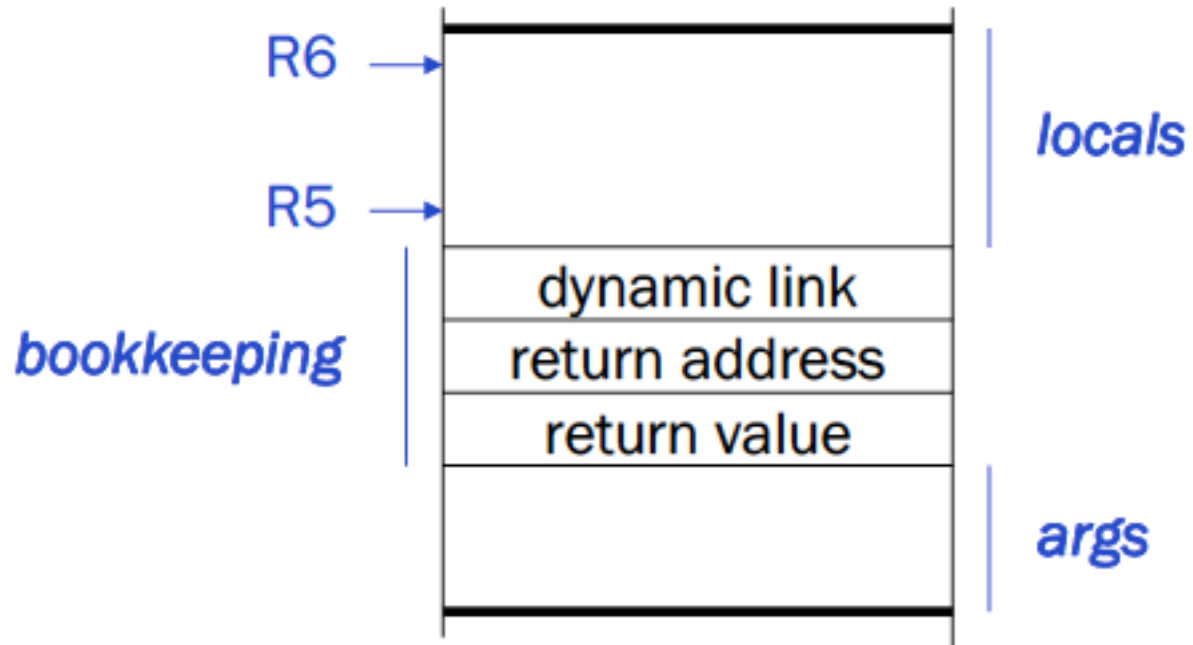 R6
locals
R5
dynamic link
bookkeeping
return address
return value
args